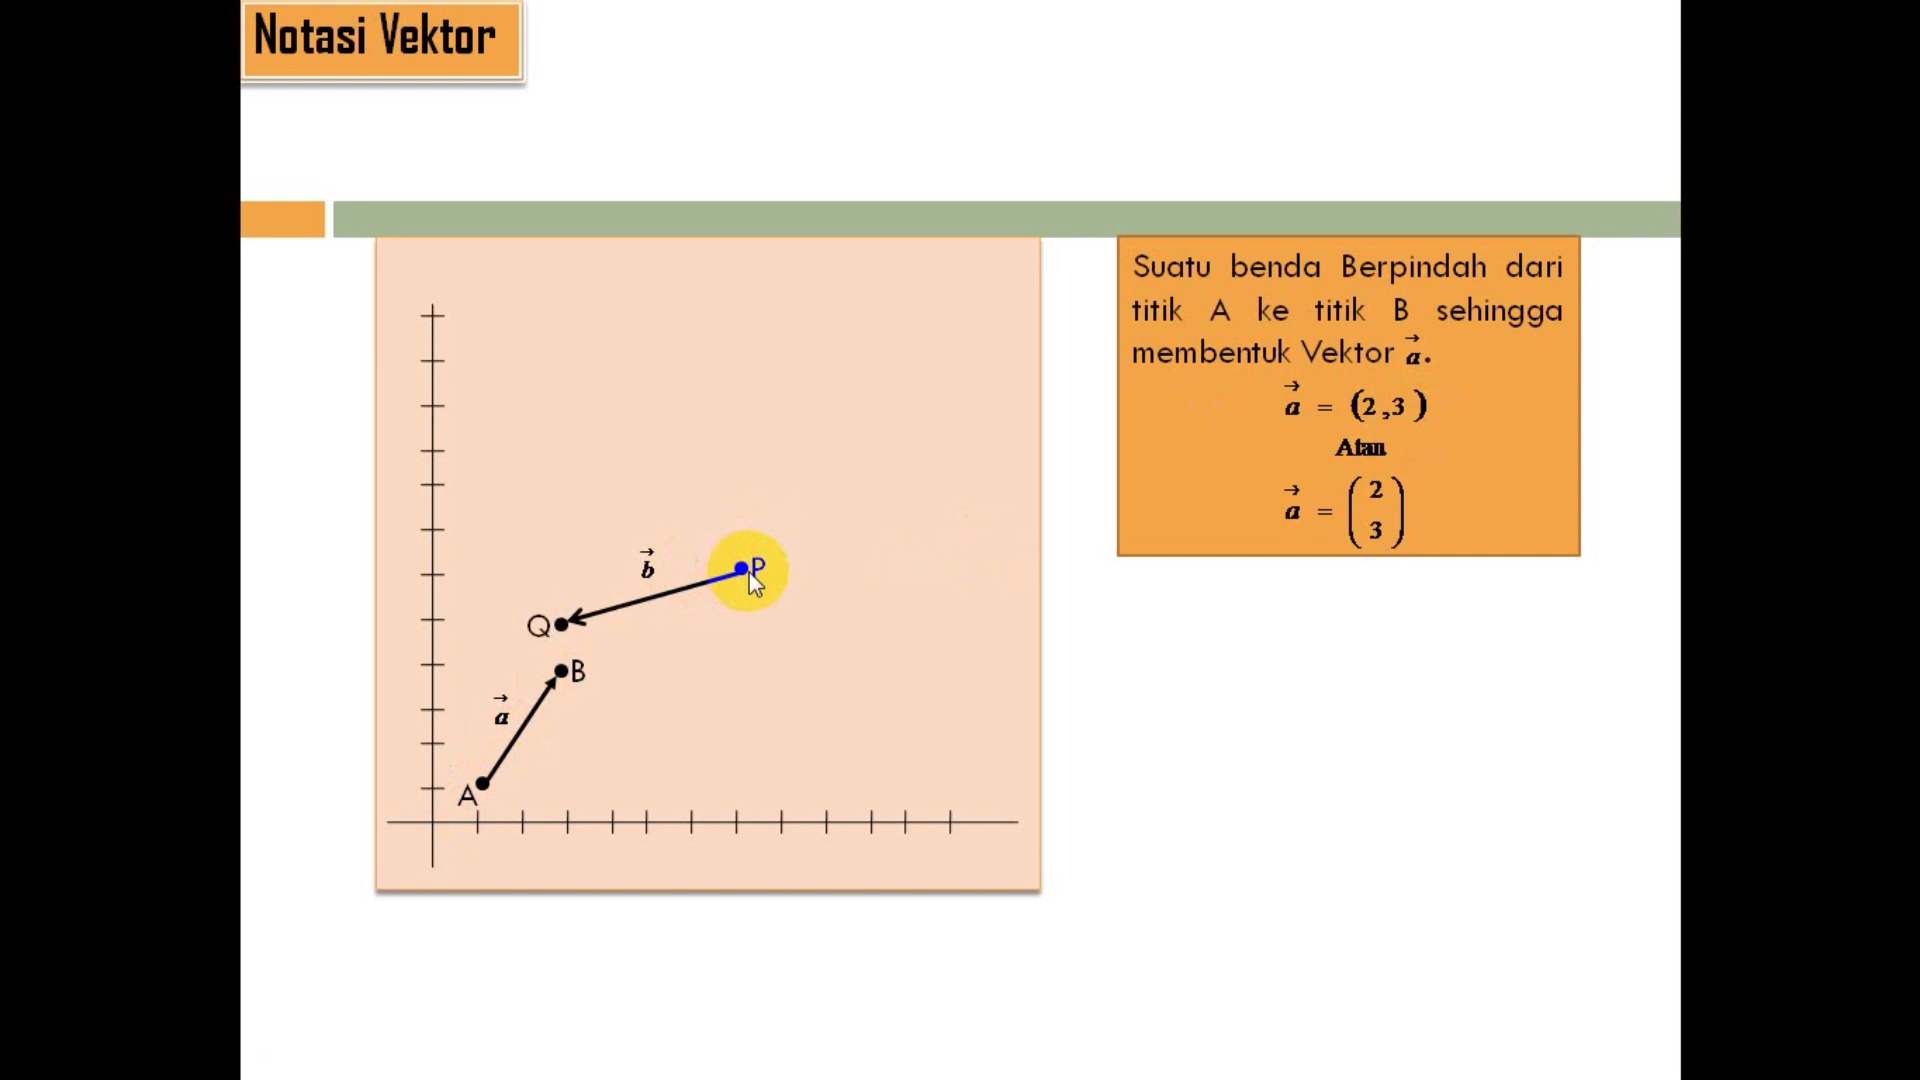 Notasi Vektor
Suatu benda Berpindah dari
titik A ke titik B sehingga
membentuk Vektor a⃗.
a⃗ = (2,3)
Atau
a⃗ = (2
3)
b⃗
P
Q
B
a⃗
A